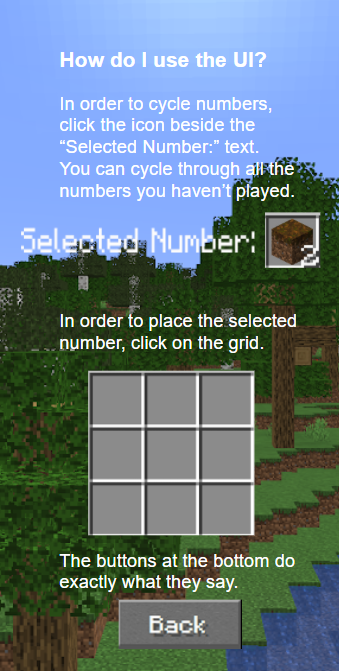 How do I use the UI?
In order to cycle numbers,
click the icon beside the
“Selected Number:” text.
You can cycle through all the
numbers you haven’t played.
Selected Number:
2
In order to place the selected
number, click on the grid.
The buttons at the bottom do
exactly what they say.
Back